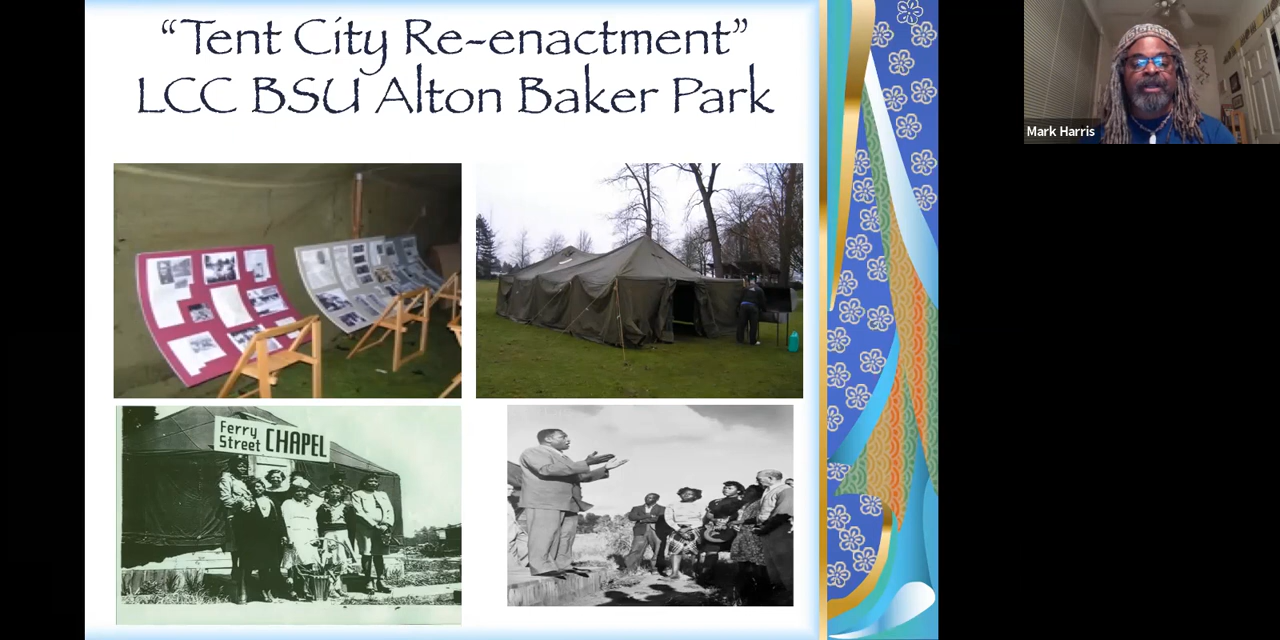 “Tent City Re-enactment”
LCC BSU Alton Baker Park
Mark Harris
Ferry
Street CHAPEL